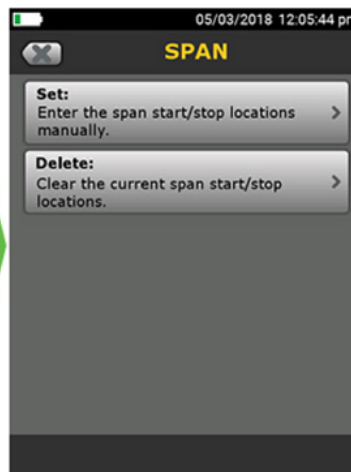 05/03/2018 12:05:44 pm
SPAN
Set:
Enter the span start/stop locations
manually.
Delete:
Clear the current span start/stop
locations.